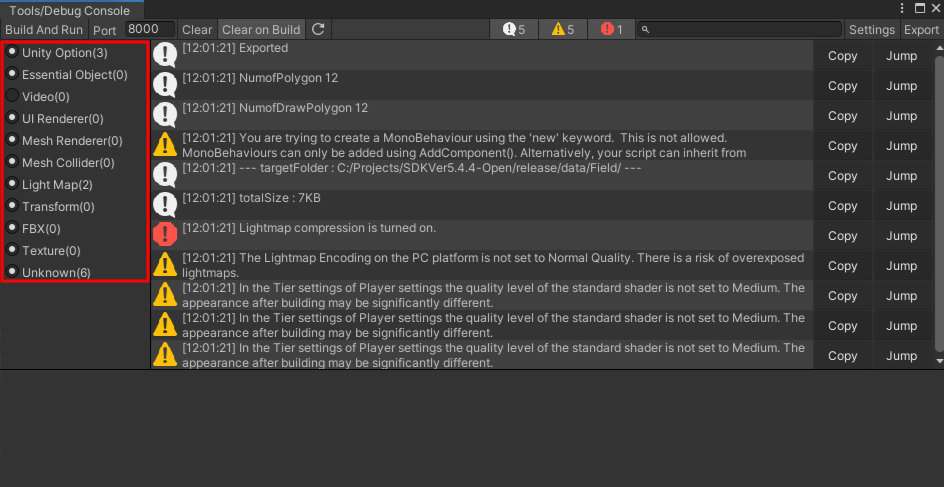 Tools/Debug Console
Build And Run Port 8000 Clear Clear on Build 5 5 1 Settings Export
Unity Option(3)
Essential Object(0)
Video(0)
UI Renderer(0)
Mesh Renderer(0)
Mesh Collider(0)
Light Map(2)
Transform(0)
FBX(0)
Texture(0)
Unknown(6)
[12:01:21] Exported
Copy Jump
[12:01:21] NumofPolygon 12
Copy Jump
[12:01:21] NumofDrawPolygon 12
Copy Jump
[12:01:21] You are trying to create a MonoBehaviour using the 'new' keyword.  This is not allowed.
MonoBehaviours can only be added using AddComponent(). Alternatively, your script can inherit from
Copy Jump
[12:01:21] --- targetFolder : C:/Projects/SDKVer5.4.4-Open/release/data/Field/ ---
Copy Jump
[12:01:21] totalSize : 7KB
Copy Jump
[12:01:21] Lightmap compression is turned on.
Copy Jump
[12:01:21] The Lightmap Encoding on the PC platform is not set to Normal Quality. There is a risk of overexposed
lightmaps.
Copy Jump
[12:01:21] In the Tier settings of Player settings the quality level of the standard shader is not set to Medium. The
appearance after building may be significantly different.
Copy Jump
[12:01:21] In the Tier settings of Player settings the quality level of the standard shader is not set to Medium. The
appearance after building may be significantly different.
Copy Jump
[12:01:21] In the Tier settings of Player settings the quality level of the standard shader is not set to Medium. The
appearance after building may be significantly different.
Copy Jump